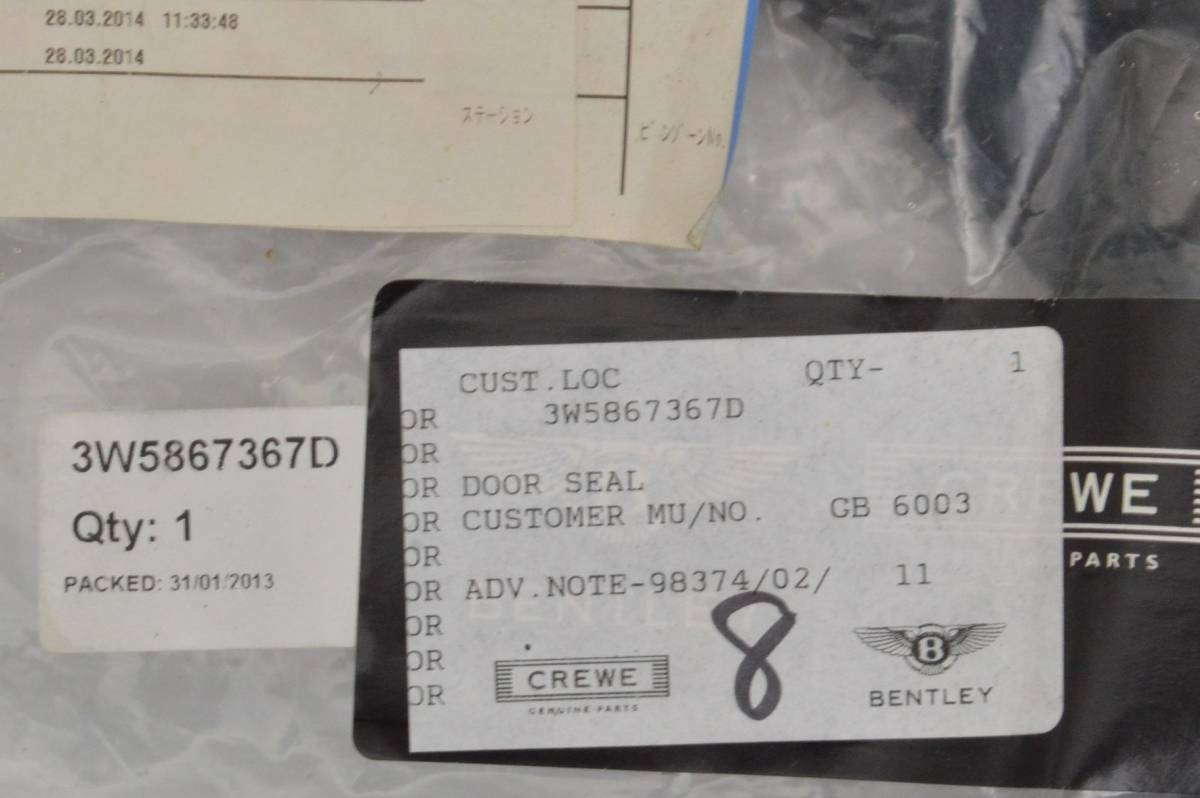 28.03.2014 11:33:48
28.03.2014
ステーション
3W5867367D
Qty: 1
PACKED: 31/01/2013
CUST.LOC QTY- 1
OR 3W5867367D
OR
OR DOOR SEAL
OR CUSTOMER MU/NO. GB 6003
OR
OR ADV.NOTE-98374/02/ 11
OR
OR
OR
8
CREWE
GENUINE PARTS
B
BENTLEY
BENTLEY
CREWE
PARTS